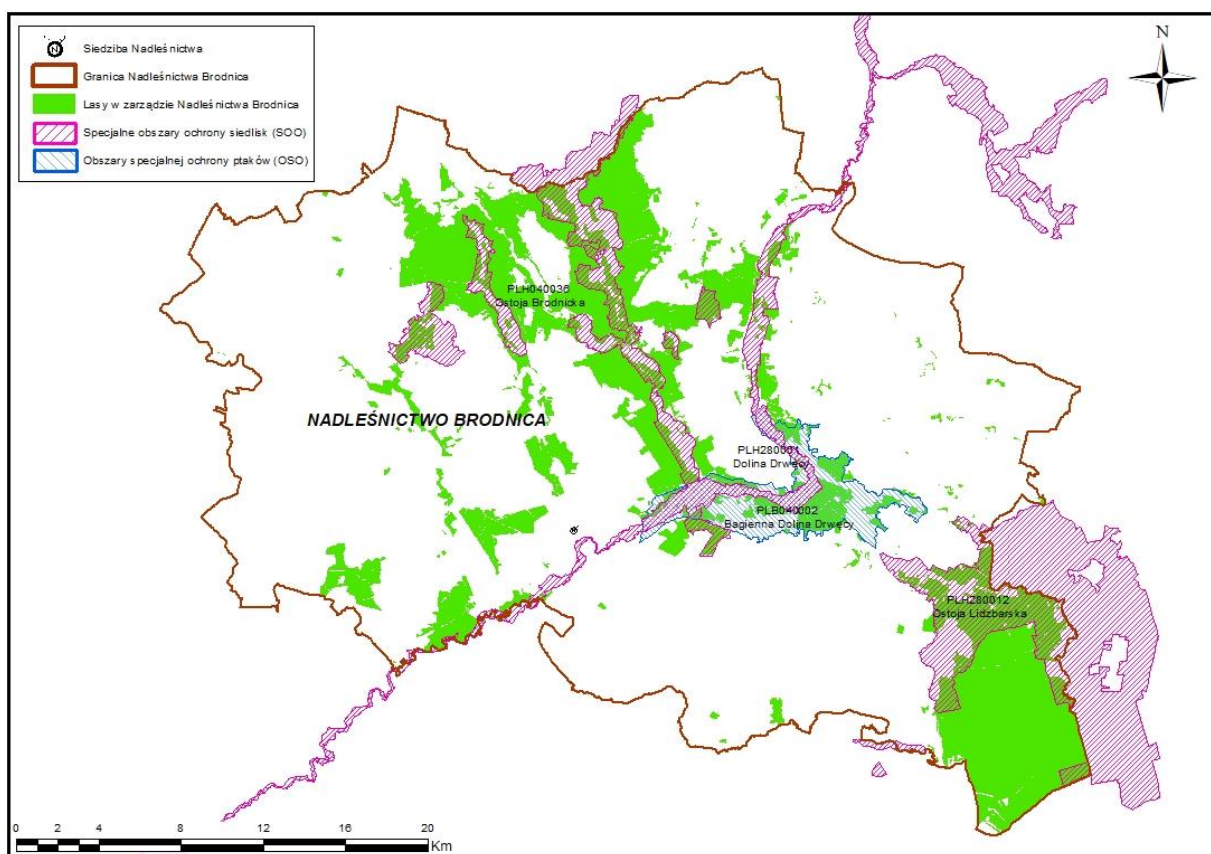 N
Siedziba Nadleśnictwa
Granica Nadleśnictwa Brodnica
Lasy w zarządzie Nadleśnictwa Brodnica
Specjalne obszary ochrony siedlisk (SOO)
Obszary specjalnej ochrony ptaków (OSO)
N
PLH040036
Ostoja Brodnicka
NADLEŚNICTWO BRODNICA
PLH280001
Dolina Drwęcy
PLB040002
Bagienna Dolina Drwęcy
PLH280012
Ostoja Lidzbarska
0 2 4 8 12 16 20
Km